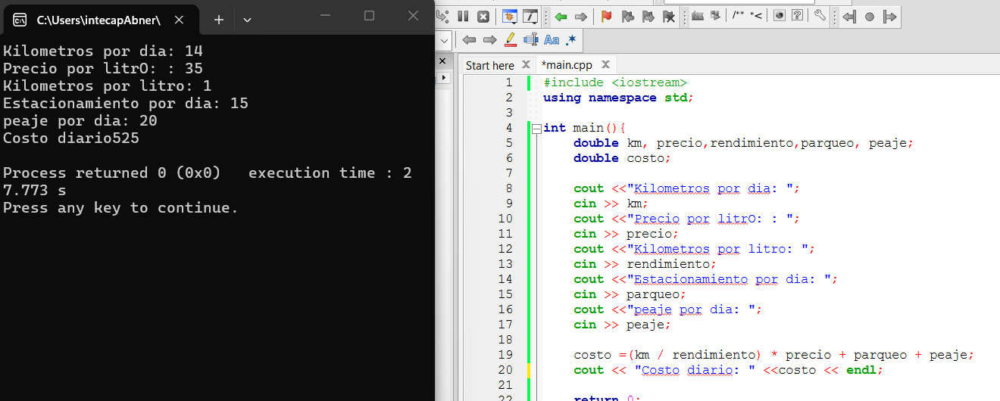 C:\Users\intecapAbner\
Kilometros por dia: 14
Precio por litrO: : 35
Kilometros por litro: 1
Estacionamiento por dia: 15
peaje por dia: 20
Costo diario525
Process returned 0 (0x0)   execution time : 2
7.773 s
Press any key to continue.
/** *<
Aa .*
Start here
*main.cpp
1 #include <iostream>
2 using namespace std;
3
4 int main(){
5 double km, precio,rendimiento,parqueo, peaje;
6 double costo;
7
8 cout <<"Kilometros por dia: ";
9 cin >> km;
10 cout <<"Precio por litrO: : ";
11 cin >> precio;
12 cout <<"Kilometros por litro: ";
13 cin >> rendimiento;
14 cout <<"Estacionamiento por dia: ";
15 cin >> parqueo;
16 cout <<"peaje por dia: ";
17 cin >> peaje;
18
19 costo =(km / rendimiento) * precio + parqueo + peaje;
20 cout << "Costo diario: " <<costo << endl;
21
22 return 0;